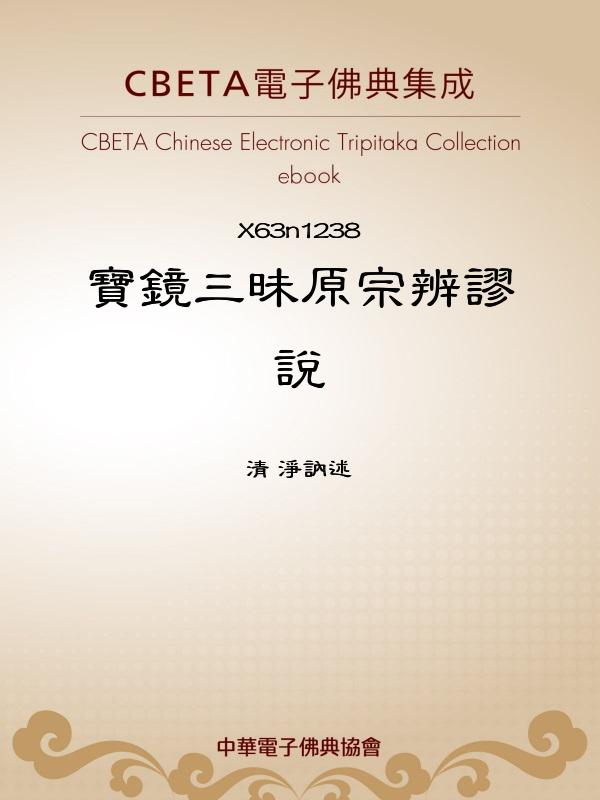 CBETA電子佛典集成
CBETA Chinese Electronic Tripitaka Collection
ebook
X63n1238
寶鏡三昧原宗辨謬
說
清 淨訥述
中華電子佛典協會